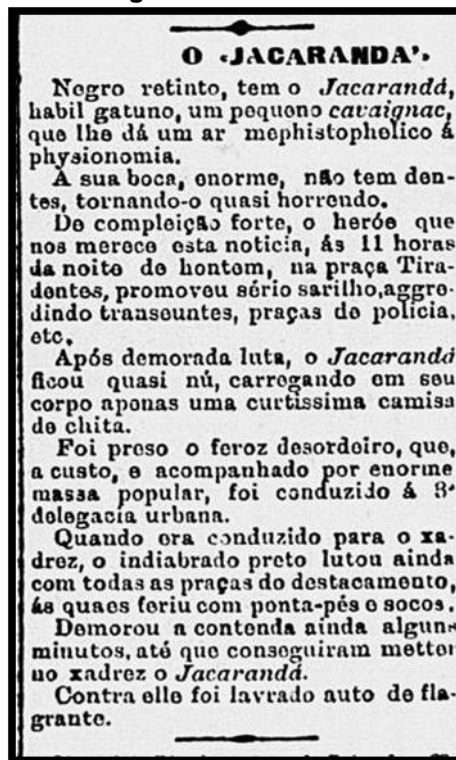 O «JACARANDA’»
Negro retinto, tem o Jacarandá,
habil gatuno, um pequeno cavaignac,
que lhe dá um ar mephistophelico á
physionomia.
A sua boca, enorme, não tem den-
tes, tornando-o quasi horrendo.
De compleição forte, o heróe que
nos merece esta noticia, ás 11 horas
da noite de hontem, na praça Tira-
dentes, promoveu sério sarilho, aggre-
dindo transeuntes, praças de policia,
etc.
Após demorada luta, o Jacarandá
ficou quasi nú, carregando em seu
corpo apenas uma curtissima camisa
de chita.
Foi preso o feroz desordeiro, que,
a custo, e acompanhado por enorme
massa popular, foi conduzido á 3ª
delegacia urbana.
Quando era conduzido para o xa-
drez, o indiabrado preto lutou ainda
com todas as praças do destacamento,
ás quaes feriu com ponta-pés e socos.
Demorou a contenda ainda alguns
minutos, até que conseguiram metter
no xadrez o Jacarandá.
Contra elle foi lavrado auto de fla-
grante.